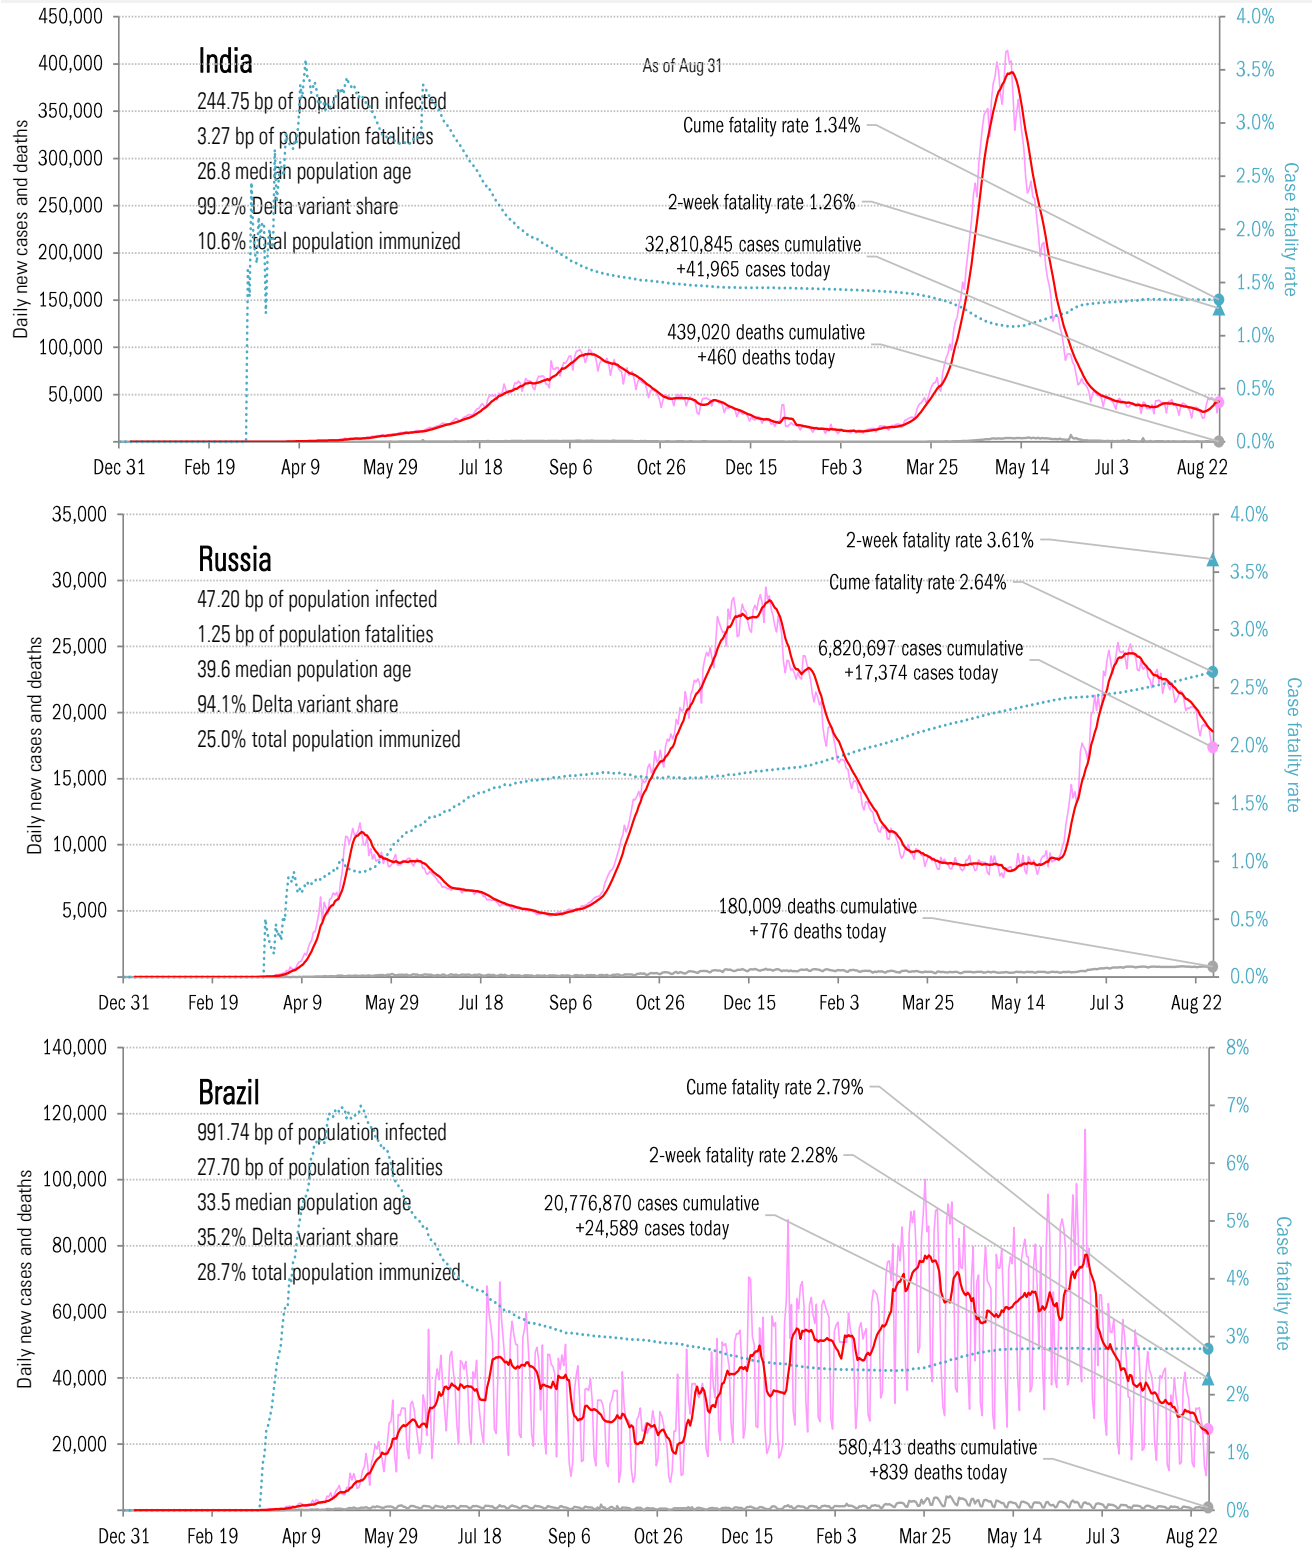 450,000
400,000
350,000
300,000
250,000
200,000
150,000
100,000
50,000
Daily new cases and deaths
India
244.75 bp of population infected
3.27 bp of population fatalities
26.8 median population age
99.2% Delta variant share
10.6% total population immunized
As of Aug 31
Cume fatality rate 1.34%
2-week fatality rate 1.26%
32,810,845 cases cumulative
+41,965 cases today
439,020 deaths cumulative
+460 deaths today
4.0%
3.5%
3.0%
2.5%
2.0%
1.5%
1.0%
0.5%
0.0%
Case fatality rate
Dec 31 Feb 19 Apr 9 May 29 Jul 18 Sep 6 Oct 26 Dec 15 Feb 3 Mar 25 May 14 Jul 3 Aug 22
35,000
30,000
25,000
20,000
15,000
10,000
5,000
Daily new cases and deaths
Russia
47.20 bp of population infected
1.25 bp of population fatalities
39.6 median population age
94.1% Delta variant share
25.0% total population immunized
2-week fatality rate 3.61%
Cume fatality rate 2.64%
6,820,697 cases cumulative
+17,374 cases today
180,009 deaths cumulative
+776 deaths today
4.0%
3.5%
3.0%
2.5%
2.0%
1.5%
1.0%
0.5%
0.0%
Case fatality rate
Dec 31 Feb 19 Apr 9 May 29 Jul 18 Sep 6 Oct 26 Dec 15 Feb 3 Mar 25 May 14 Jul 3 Aug 22
140,000
120,000
100,000
80,000
60,000
40,000
20,000
Daily new cases and deaths
Brazil
991.74 bp of population infected
27.70 bp of population fatalities
33.5 median population age
35.2% Delta variant share
28.7% total population immunized
Cume fatality rate 2.79%
2-week fatality rate 2.28%
20,776,870 cases cumulative
+24,589 cases today
580,413 deaths cumulative
+839 deaths today
8%
7%
6%
5%
4%
3%
2%
1%
0%
Case fatality rate
Dec 31 Feb 19 Apr 9 May 29 Jul 18 Sep 6 Oct 26 Dec 15 Feb 3 Mar 25 May 14 Jul 3 Aug 22